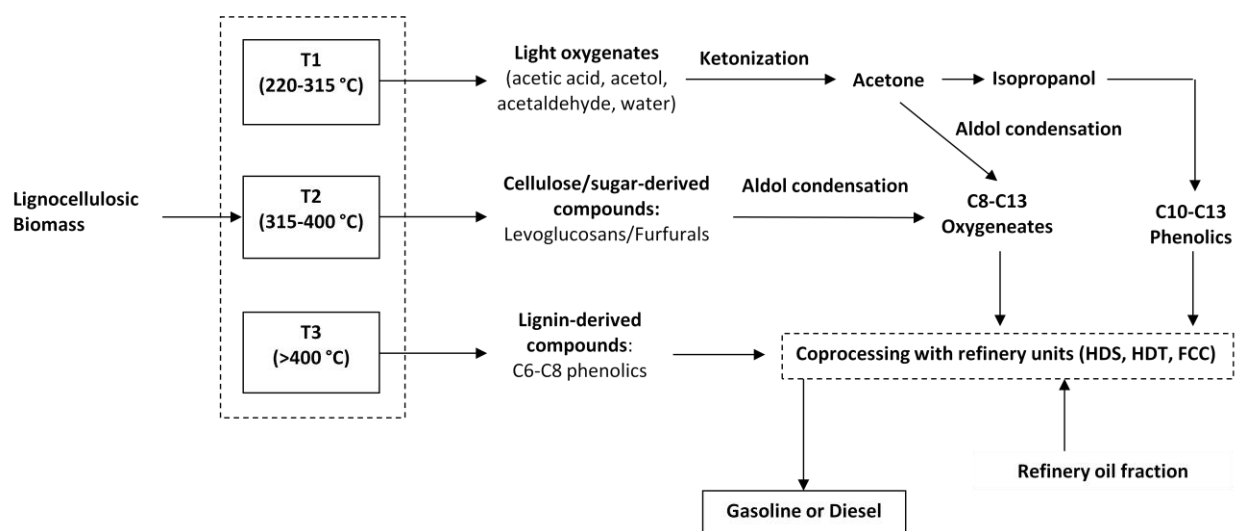 T1
(220-315 °C)
Light oxygenates
(acetic acid, acetol,
acetaldehyde, water)
Ketonization
Acetone
Isopropanol
Aldol condensation
Lignocellulosic
Biomass
T2
(315-400 °C)
Cellulose/sugar-derived
compounds:
Levoglucosans/Furfurals
Aldol condensation
C8-C13
Oxygeneates
C10-C13
Phenolics
T3
(>400 °C)
Lignin-derived
compounds:
C6-C8 phenolics
Coprocessing with refinery units (HDS, HDT, FCC)
Refinery oil fraction
Gasoline or Diesel